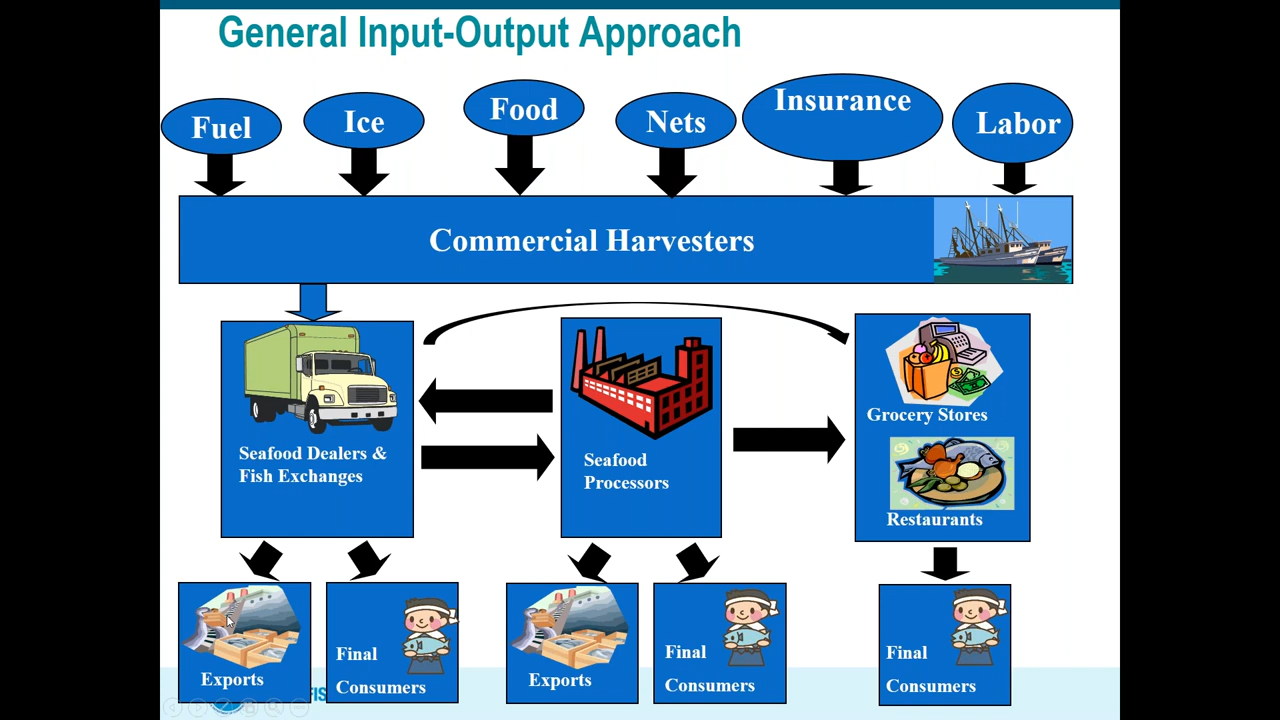 General Input-Output Approach
Fuel
Ice
Food
Nets
Insurance
Labor
Commercial Harvesters
Seafood Dealers &
Fish Exchanges
Seafood
Processors
Grocery Stores
Restaurants
Exports
Final
Consumers
Exports
Final
Consumers
Final
Consumers